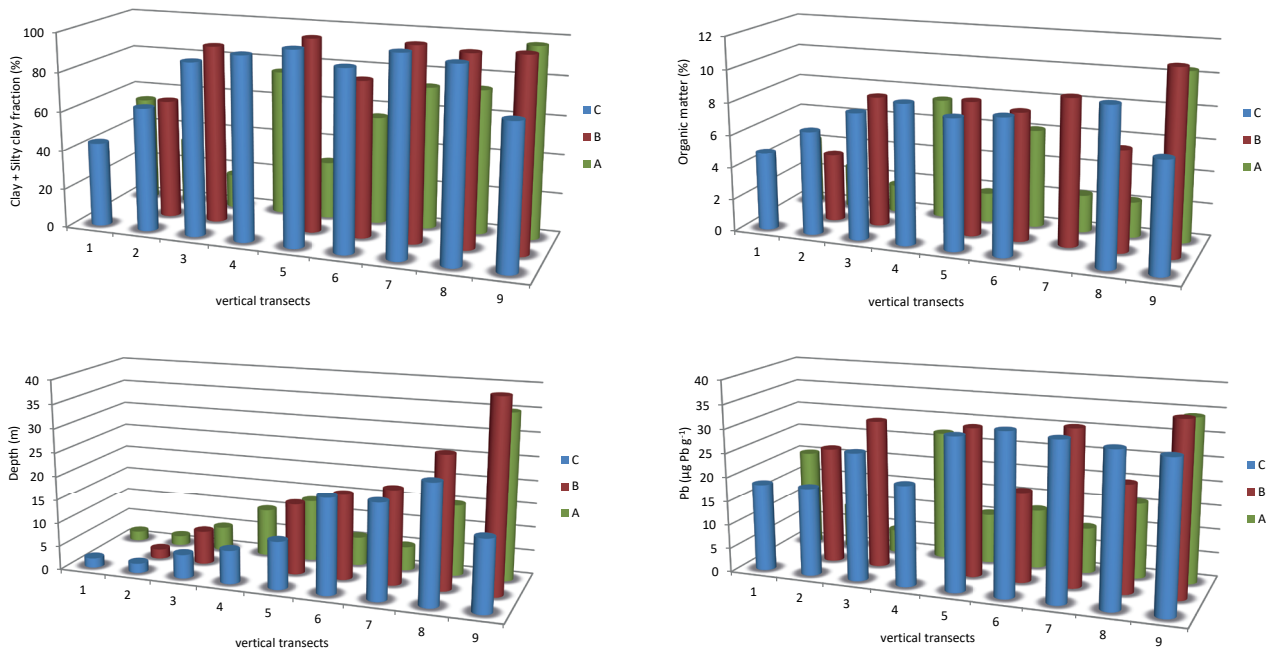 Clay + Silty clay fraction (%)
100
80
60
40
20
0
1 2 3 4 5 6 7 8 9
vertical transects
C
B
A
Organic matter (%)
12
10
8
6
4
2
0
1 2 3 4 5 6 7 8 9
vertical transects
C
B
A
Depth (m)
40
35
30
25
20
15
10
5
0
1 2 3 4 5 6 7 8 9
vertical transects
C
B
A
Pb (µg Pb g⁻¹)
40
35
30
25
20
15
10
5
0
1 2 3 4 5 6 7 8 9
vertical transects
C
B
A